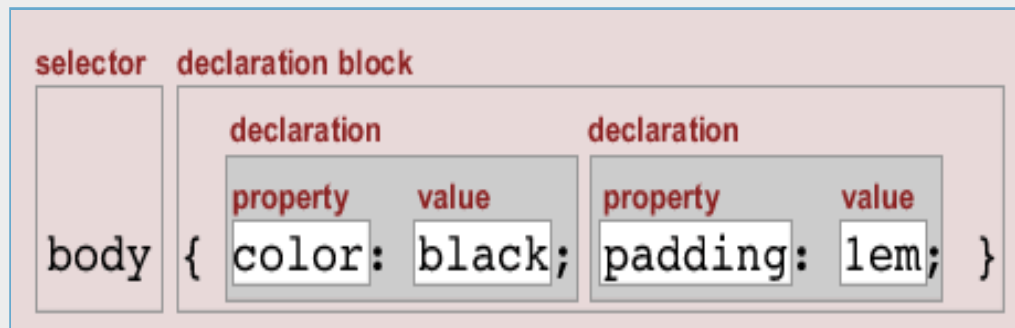 selector declaration block
declaration declaration
property value property value
body { color: black; padding: 1em; }